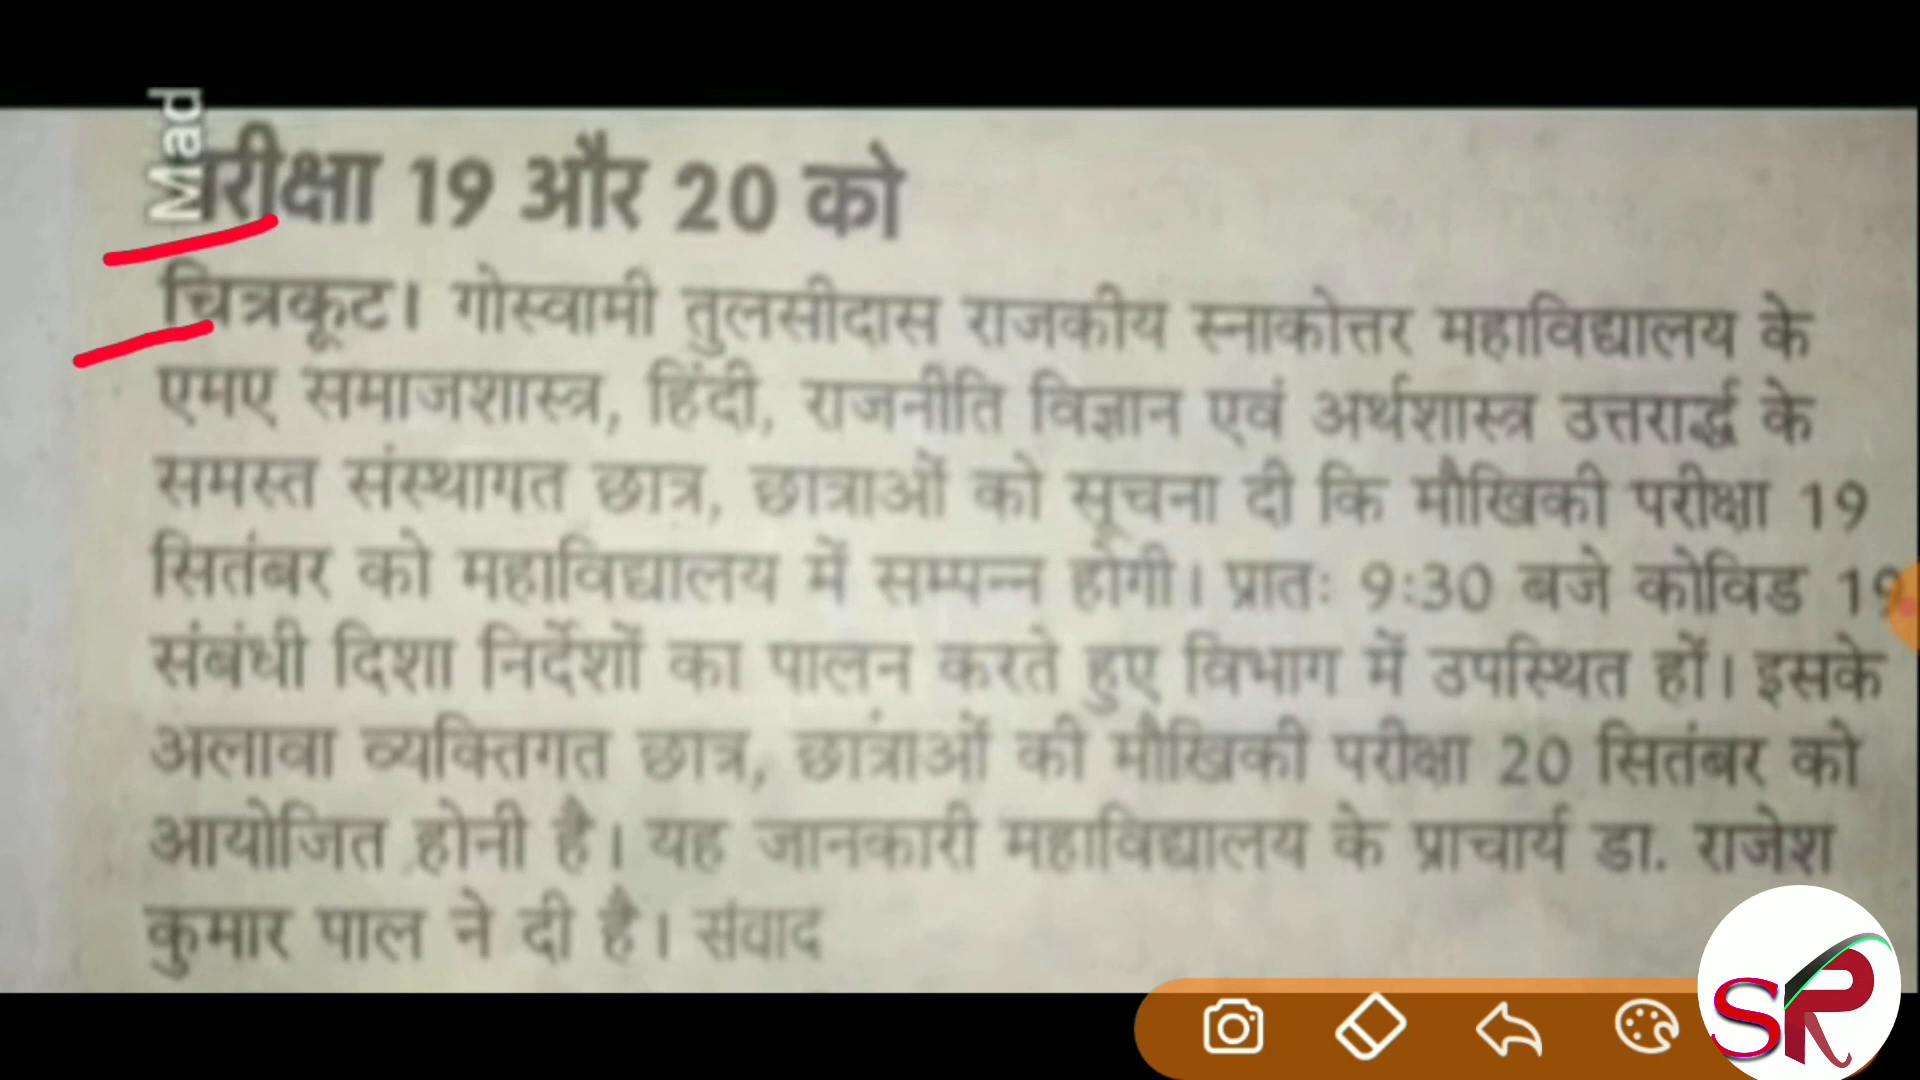 Mad
परीक्षा 19 और 20 को
चित्रकूट। गोस्वामी तुलसीदास राजकीय स्नाकोत्तर महाविद्यालय के
एमए समाजशास्त्र, हिंदी, राजनीति विज्ञान एवं अर्थशास्त्र उत्तरार्द्ध के
समस्त संस्थागत छात्र, छात्राओं को सूचना दी कि मौखिकी परीक्षा 19
सितंबर को महाविद्यालय में सम्पन्न होगी। प्रातः 9:30 बजे कोविड 19
संबंधी दिशा निर्देशों का पालन करते हुए विभाग में उपस्थित हों। इसके
अलावा व्यक्तिगत छात्र, छात्राओं की मौखिकी परीक्षा 20 सितंबर को
आयोजित होनी है। यह जानकारी महाविद्यालय के प्राचार्य डा. राजेश
कुमार पाल ने दी है। संवाद
SR